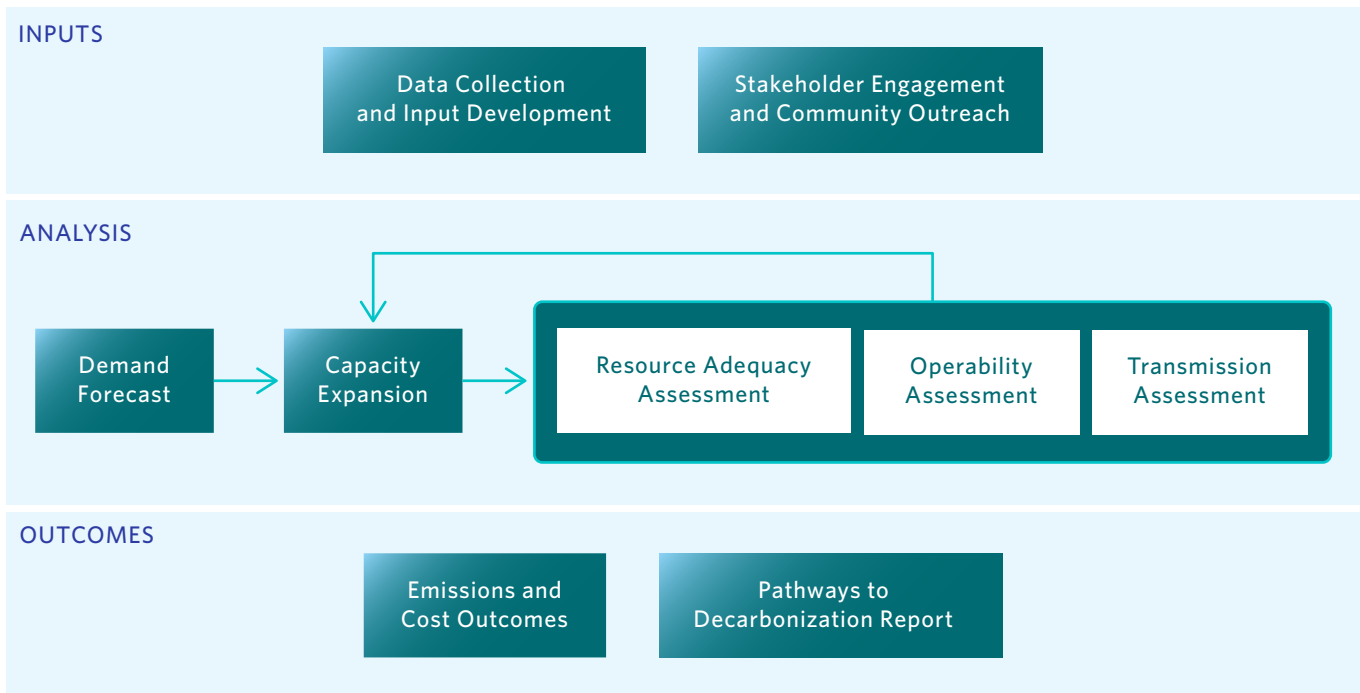 INPUTS
Data Collection
and Input Development
Stakeholder Engagement
and Community Outreach
ANALYSIS
Demand
Forecast
Capacity
Expansion
Resource Adequacy
Assessment
Operability
Assessment
Transmission
Assessment
OUTCOMES
Emissions and
Cost Outcomes
Pathways to
Decarbonization Report